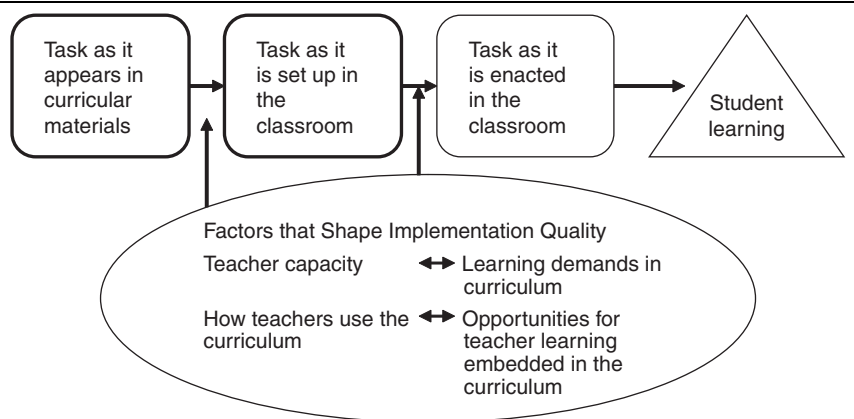 Task as it
appears in
curricular
materials
Task as it
is set up in
the
classroom
Task as it
is enacted
in the
classroom
Student
learning
Factors that Shape Implementation Quality
Teacher capacity
Learning demands in
curriculum
How teachers use the
curriculum
Opportunities for
teacher learning
embedded in the
curriculum